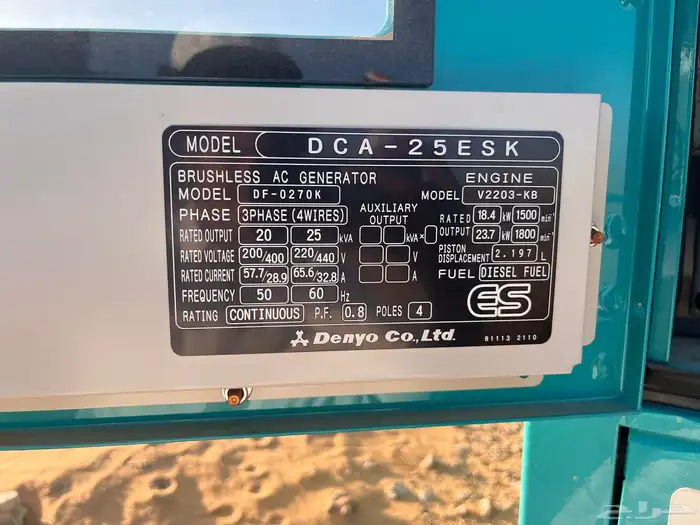 MODEL DCA-25ESK
BRUSHLESS AC GENERATOR
MODEL DF-0270K
PHASE 3PHASE (4WIRES)
RATED OUTPUT 20 25 kVA
RATED VOLTAGE 200/400 220/440 V
RATED CURRENT 57.7/28.9 65.6/32.8 A
FREQUENCY 50 60 Hz
RATING CONTINUOUS P.F. 0.8 POLES 4
AUXILIARY
OUTPUT
kVA×
V
A
ENGINE
MODEL V2203-KB
RATED 18.4 kW 1500 min⁻¹
OUTPUT 23.7 kW 1800 min⁻¹
PISTON
DISPLACEMENT 2.197 L
FUEL DIESEL FUEL
ES
Denyo Co., Ltd.
81113 2110
حراج